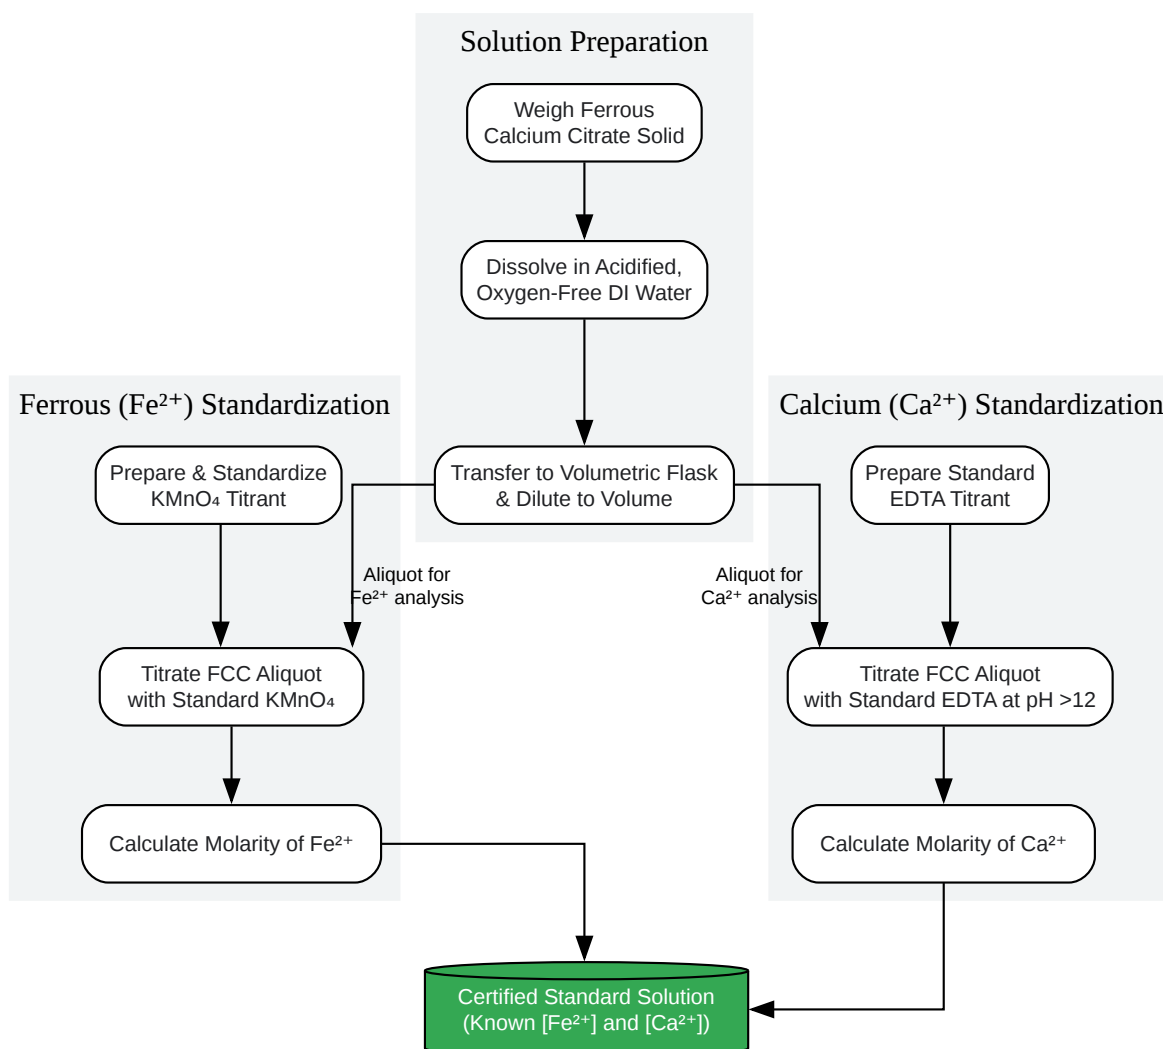 Solution Preparation
Weigh Ferrous
Calcium Citrate Solid
Dissolve in Acidified,
Oxygen-Free DI Water
Transfer to Volumetric Flask
& Dilute to Volume
Ferrous (Fe²⁺) Standardization
Prepare & Standardize
KMnO₄ Titrant
Aliquot for
Fe²⁺ analysis
Titrate FCC Aliquot
with Standard KMnO₄
Calculate Molarity of Fe²⁺
Calcium (Ca²⁺) Standardization
Prepare Standard
EDTA Titrant
Aliquot for
Ca²⁺ analysis
Titrate FCC Aliquot
with Standard EDTA at pH >12
Calculate Molarity of Ca²⁺
Certified Standard Solution
(Known [Fe²⁺] and [Ca²⁺])